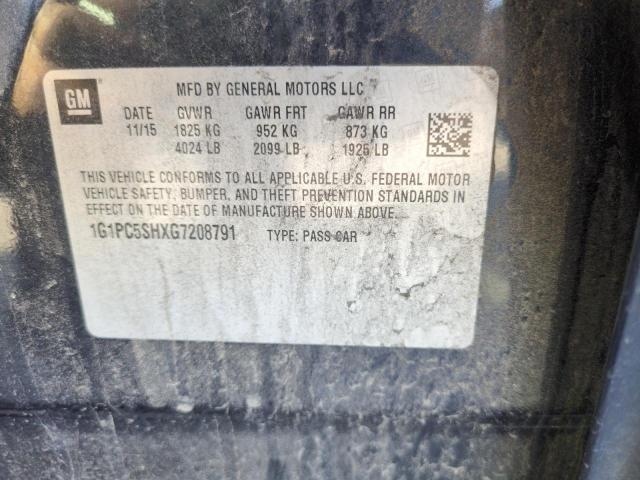 GM
MFD BY GENERAL MOTORS LLC
DATE GVWR GAWR FRT GAWR RR
11/15 1825 KG 952 KG 873 KG
4024 LB 2099 LB 1925 LB
THIS VEHICLE CONFORMS TO ALL APPLICABLE U.S. FEDERAL MOTOR
VEHICLE SAFETY, BUMPER, AND THEFT PREVENTION STANDARDS IN
EFFECT ON THE DATE OF MANUFACTURE SHOWN ABOVE.
1G1PC5SHXG7208791 TYPE: PASS CAR